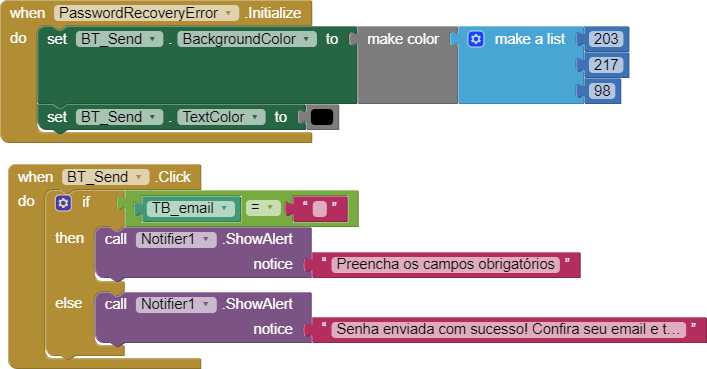 when PasswordRecoveryError .Initialize
do set BT_Send . BackgroundColor to make color make a list 203
217
98
set BT_Send . TextColor to
when BT_Send .Click
do if TB_email = “ ”
then call Notifier1 .ShowAlert
notice “ Preencha os campos obrigatórios ”
else call Notifier1 .ShowAlert
notice “ Senha enviada com sucesso! Confira seu email e t... ”